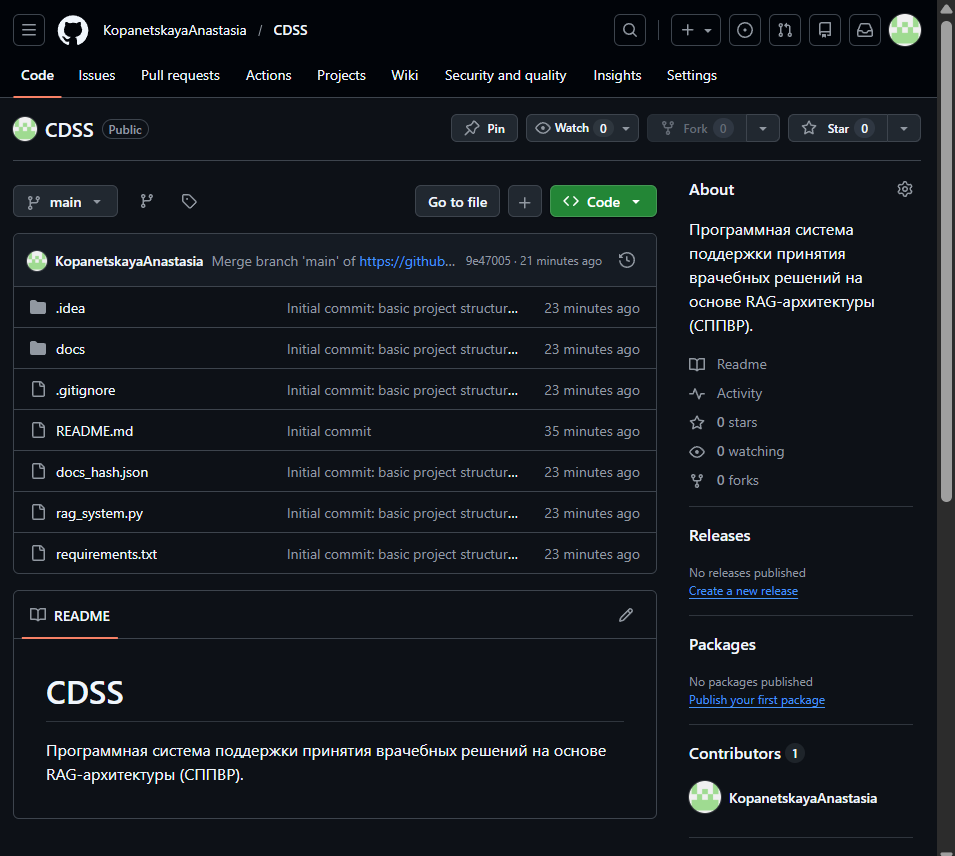 KopanetskayaAnastasia / CDSS
Code Issues Pull requests Actions Projects Wiki Security and quality Insights Settings
CDSS Public
Pin Watch 0 Fork 0 Star 0
main Go to file Code
KopanetskayaAnastasia Merge branch 'main' of https://github... 9e47005 · 21 minutes ago
.idea Initial commit: basic project structur... 23 minutes ago
docs Initial commit: basic project structur... 23 minutes ago
.gitignore Initial commit: basic project structur... 23 minutes ago
README.md Initial commit 35 minutes ago
docs_hash.json Initial commit: basic project structur... 23 minutes ago
rag_system.py Initial commit: basic project structur... 23 minutes ago
requirements.txt Initial commit: basic project structur... 23 minutes ago
README
CDSS
Программная система поддержки принятия врачебных решений на основе
RAG-архитектуры (СППВР).
About
Программная система
поддержки принятия
врачебных решений на
основе RAG-архитектуры
(СППВР).
Readme
Activity
0 stars
0 watching
0 forks
Releases
No releases published
Create a new release
Packages
No packages published
Publish your first package
Contributors 1
KopanetskayaAnastasia